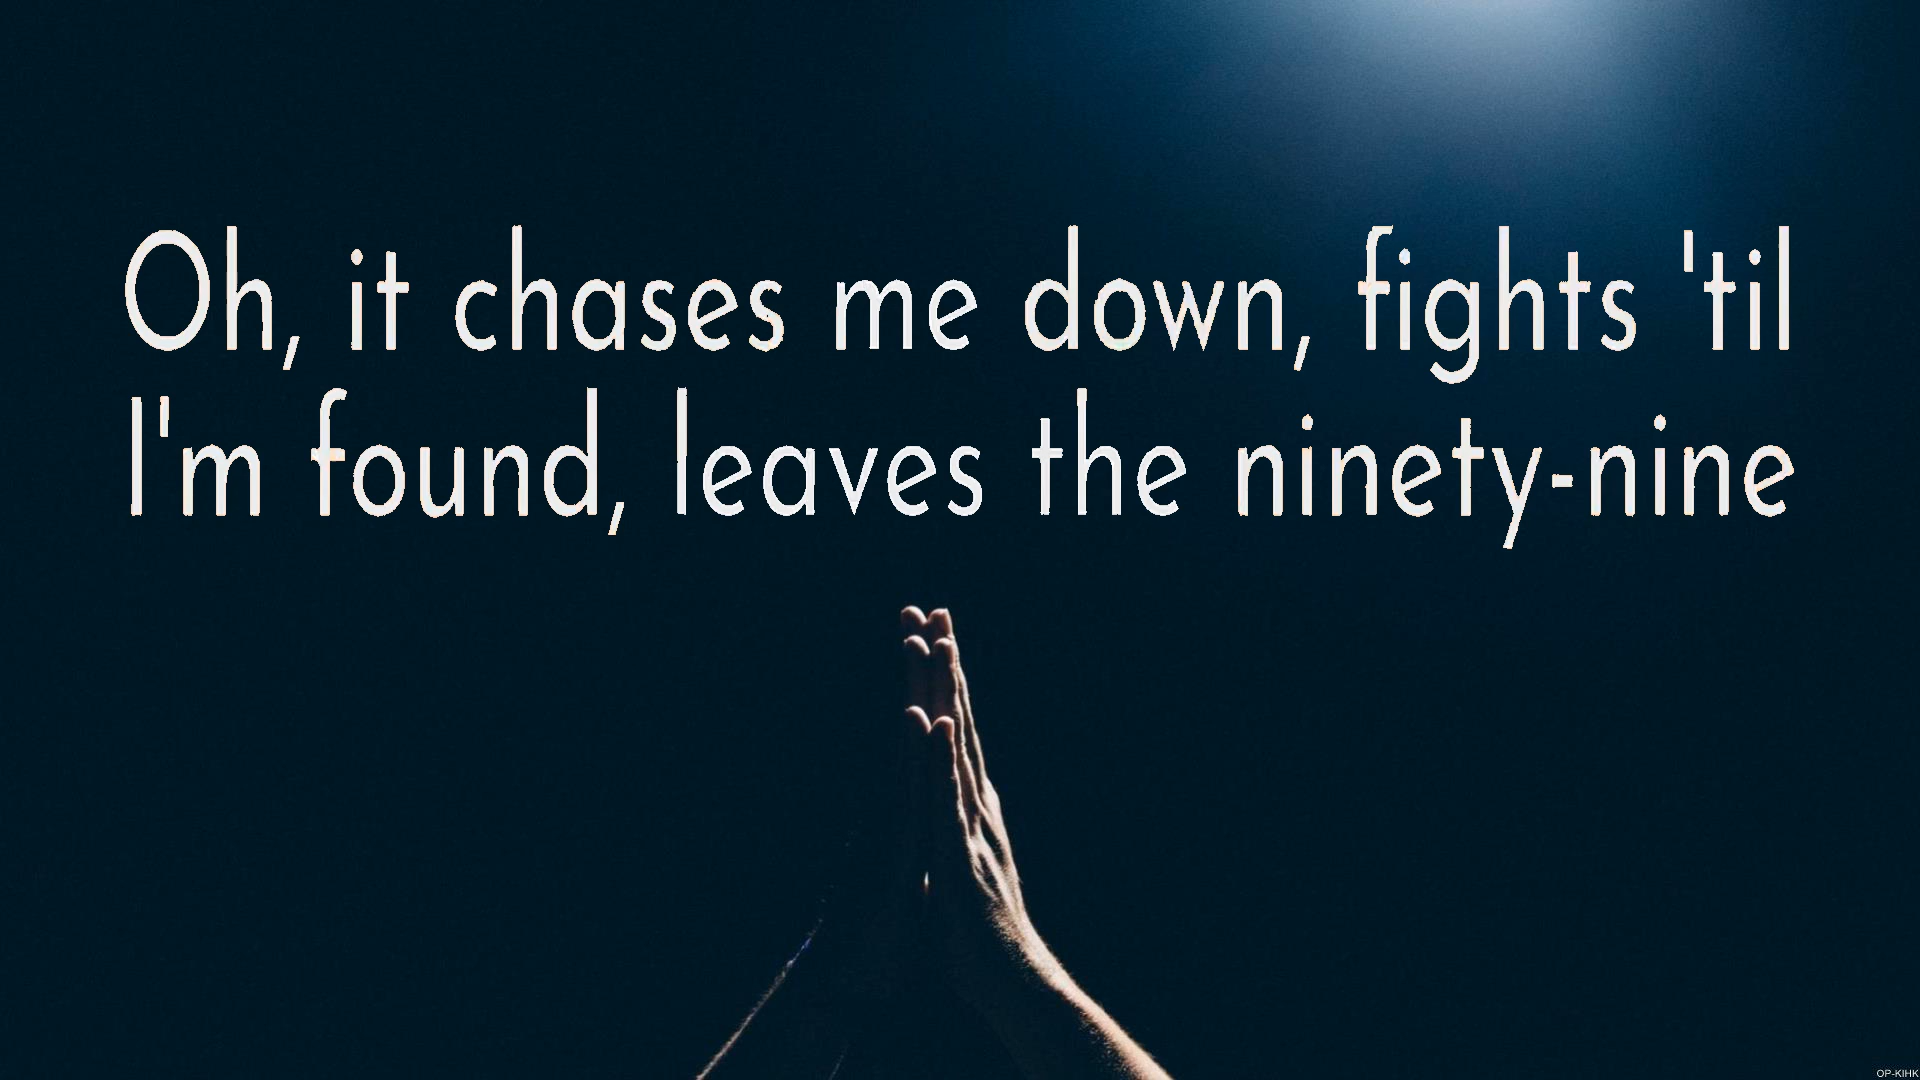 Oh, it chases me down, fights 'til
I'm found, leaves the ninety-nine
OP-KIHK